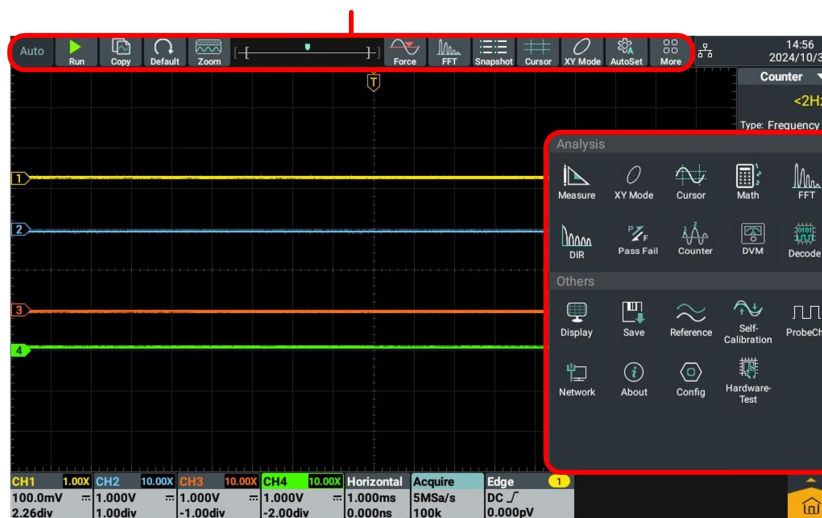 Auto
Run
Copy
Default
Zoom
T
Force
FFT
Snapshot
Cursor
XY Mode
AutoSet
More
14:56
2024/10/3
Counter
<2Hz
Type: Frequency
1
2
3
4
Analysis
Measure
XY Mode
Cursor
Math
FFT
DIR
Pass Fail
Counter
DVM
Decode
Others
Display
Save
Reference
Self-
Calibration
ProbeCh
Network
About
Config
Hardware-
Test
CH1 1.00X CH2 10.00X CH3 10.00X CH4 10.00X Horizontal Acquire Edge 1
100.0mV 1.000V 1.000V 1.000V 1.000ms 5MSa/s DC
2.26div 1.00div -1.00div -2.00div 0.000ns 100k 0.000pV